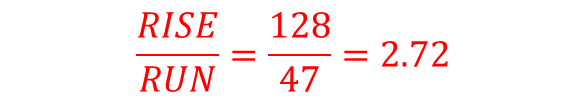 RISE/RUN = 128/47 = 2.72